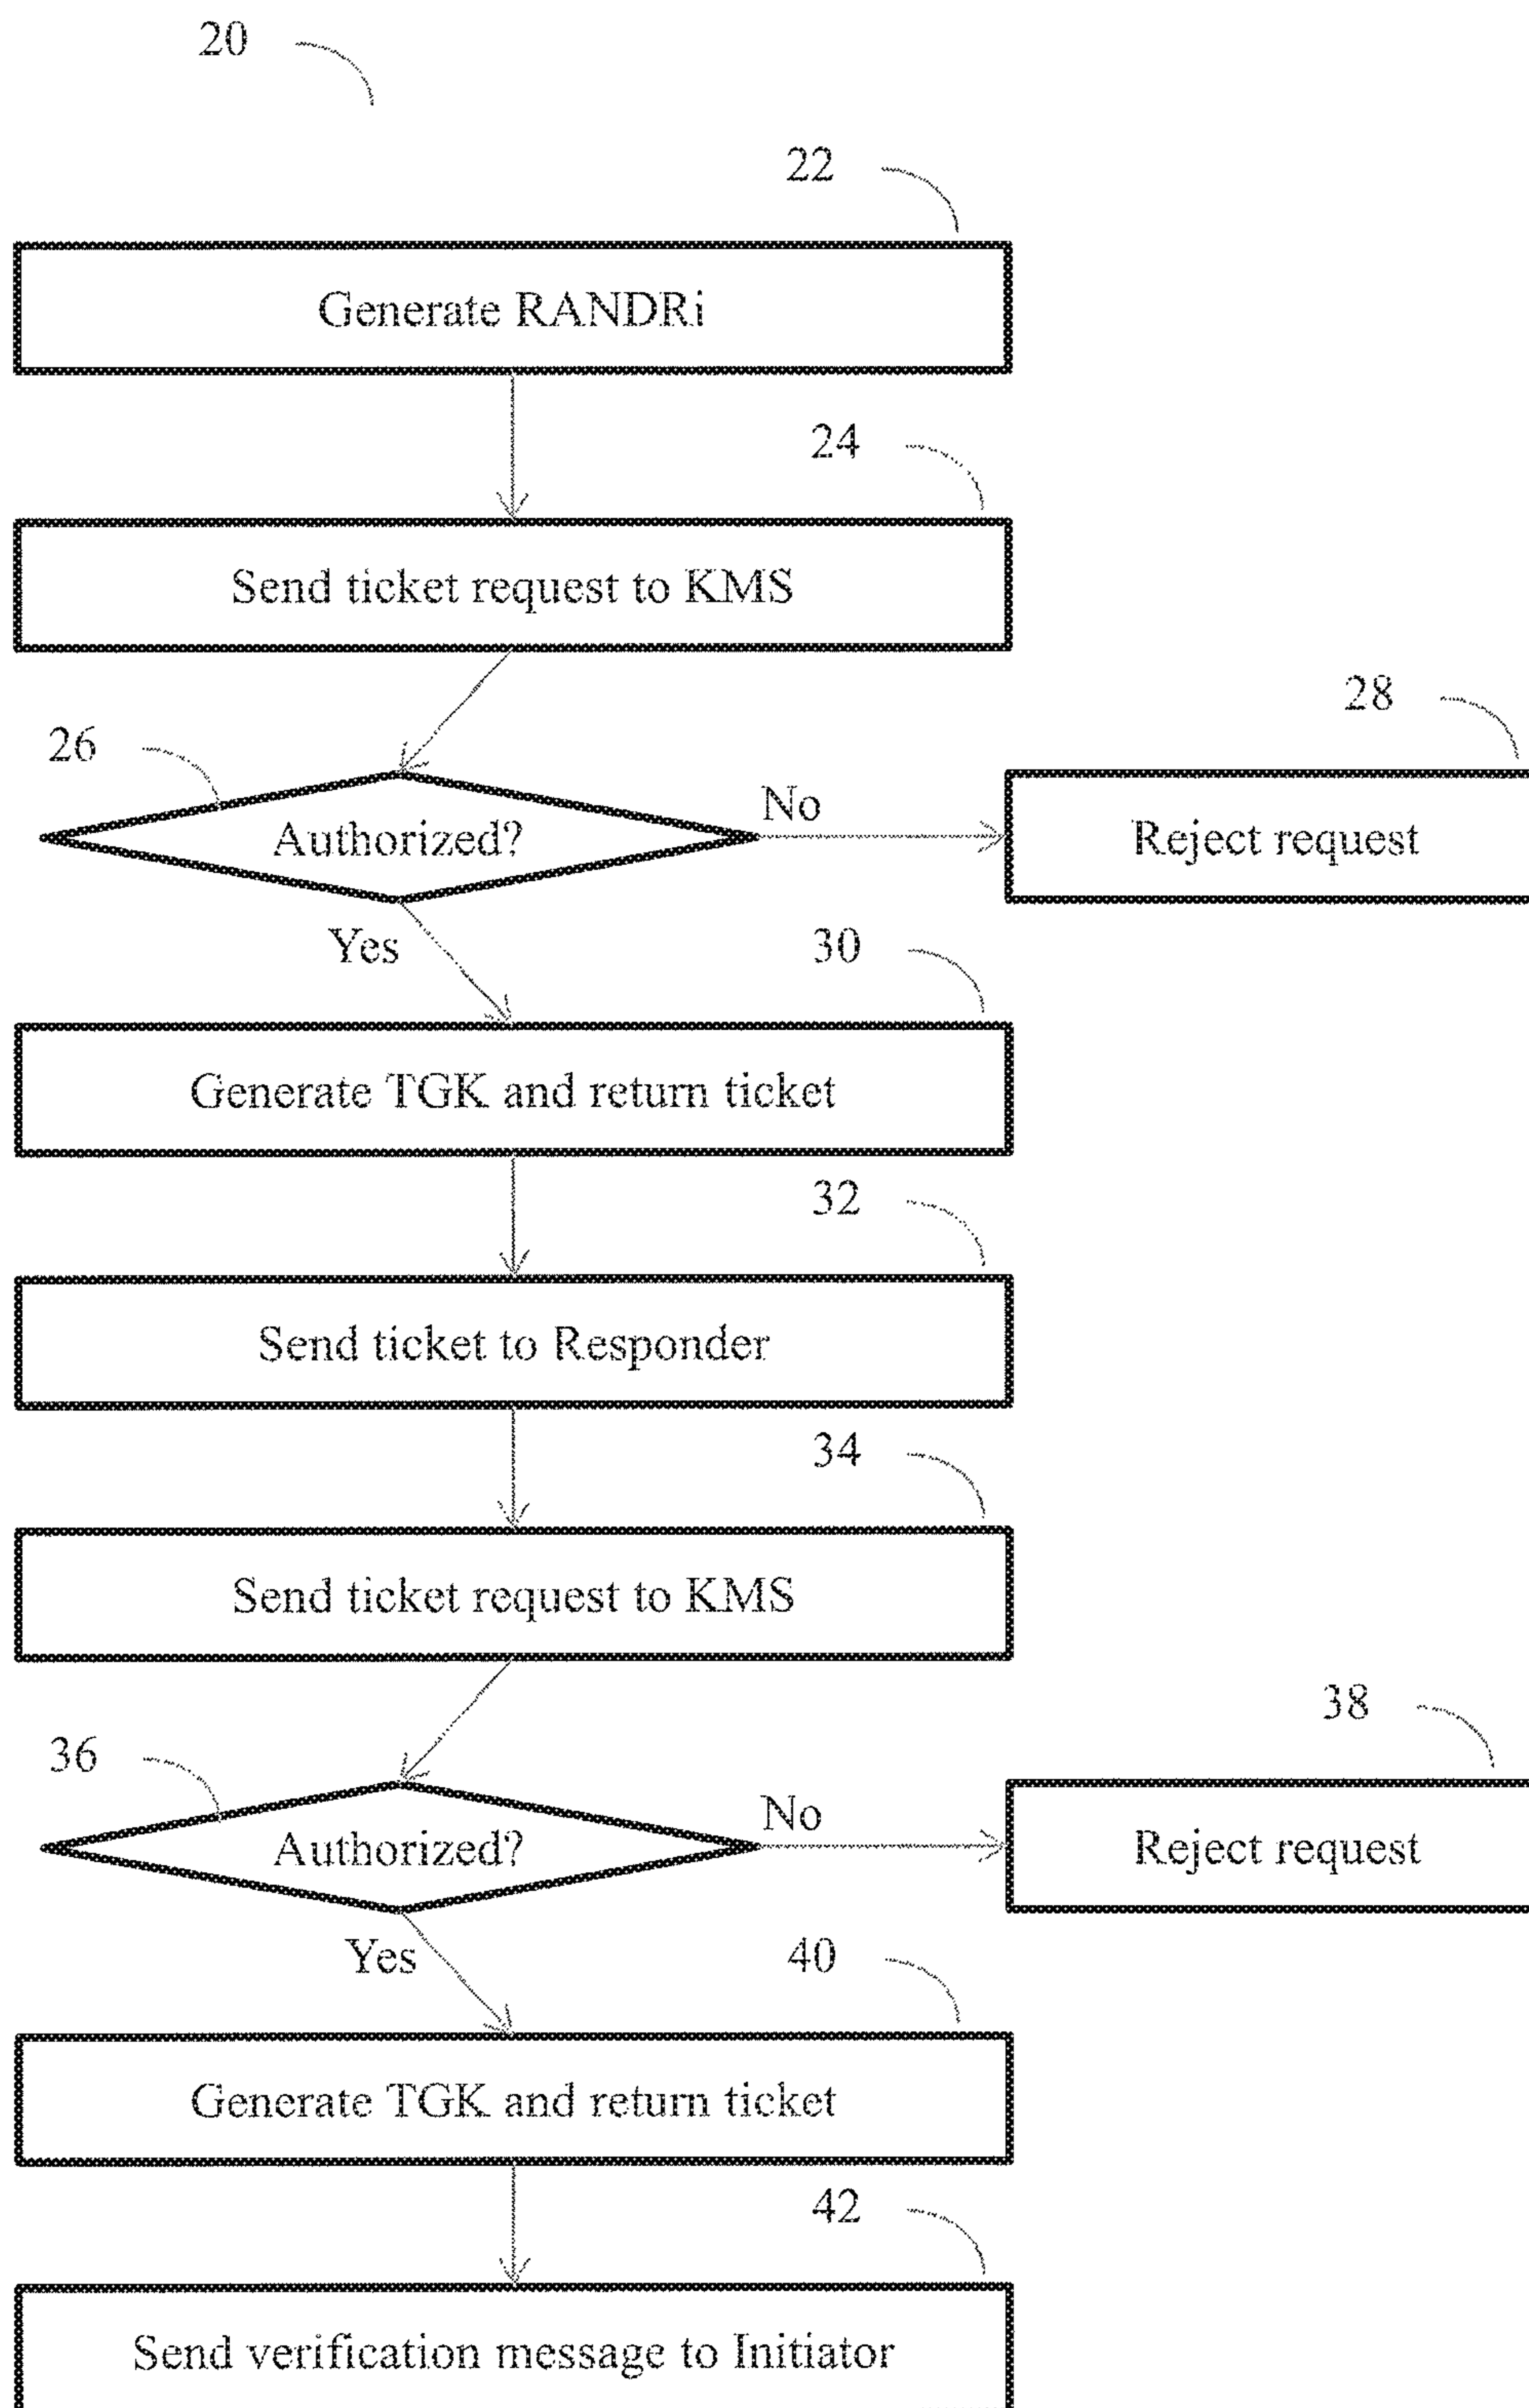 20
22
Generate RANDRi
24
Send ticket request to KMS
28
26
Authorized?
No
Reject request
Yes
30
Generate TGK and return ticket
32
Send ticket to Responder
34
Send ticket request to KMS
38
36
Authorized?
No
Reject request
Yes
40
Generate TGK and return ticket
42
Send verification message to Initiator